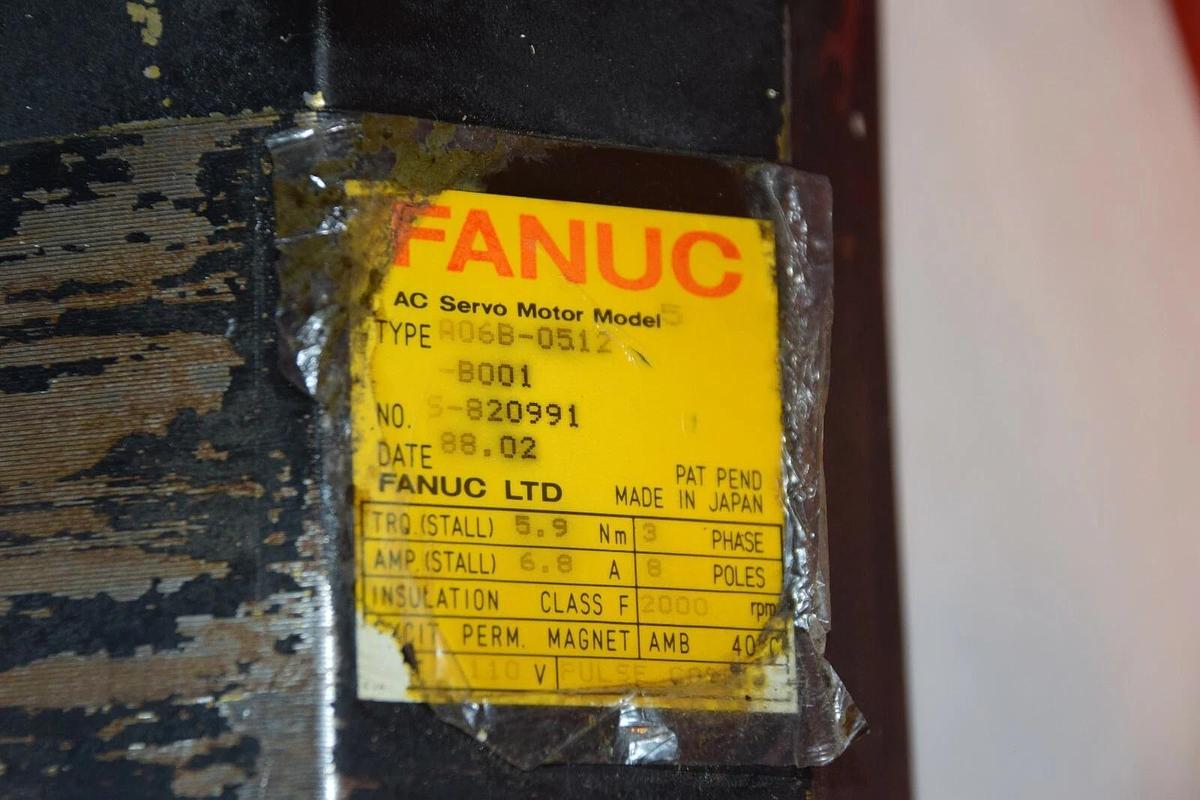 FANUC
AC Servo Motor Model 5
TYPE A06B-0512
-B001
NO. S-820991
DATE 88.02
PAT PEND
FANUC LTD MADE IN JAPAN
TRQ.(STALL) 5.9 Nm 3 PHASE
AMP.(STALL) 6.8 A 8 POLES
INSULATION CLASS F 2000 rpm
PERM. MAGNET AMB 40°C
110 V PULSE